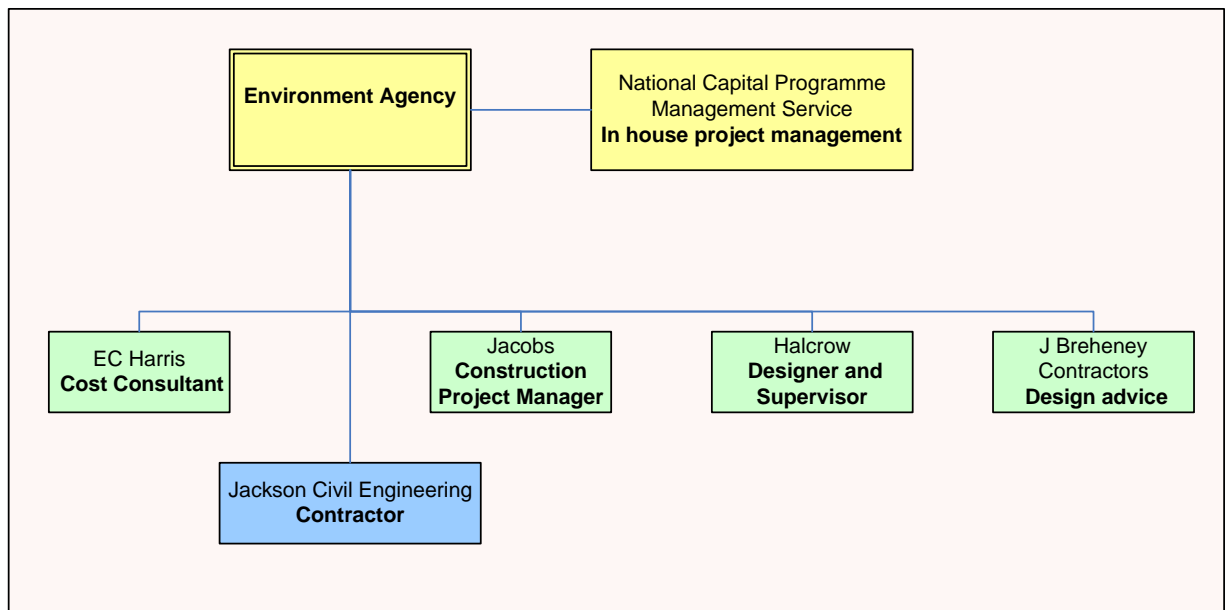 Environment Agency
National Capital Programme
Management Service
In house project management
EC Harris
Cost Consultant
Jacobs
Construction
Project Manager
Halcrow
Designer and
Supervisor
J Breheney
Contractors
Design advice
Jackson Civil Engineering
Contractor